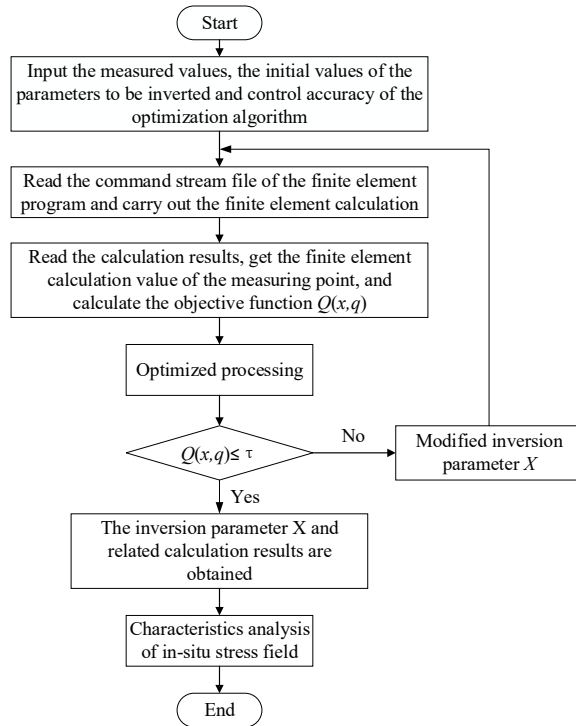 Start
Input the measured values, the initial values of the
parameters to be inverted and control accuracy of the
optimization algorithm
Read the command stream file of the finite element
program and carry out the finite element calculation
Read the calculation results, get the finite element
calculation value of the measuring point, and
calculate the objective function Q(x,q)
Optimized processing
Q(x,q)≤ τ
No
Modified inversion
parameter X
Yes
The inversion parameter X and
related calculation results are
obtained
Characteristics analysis
of in-situ stress field
End